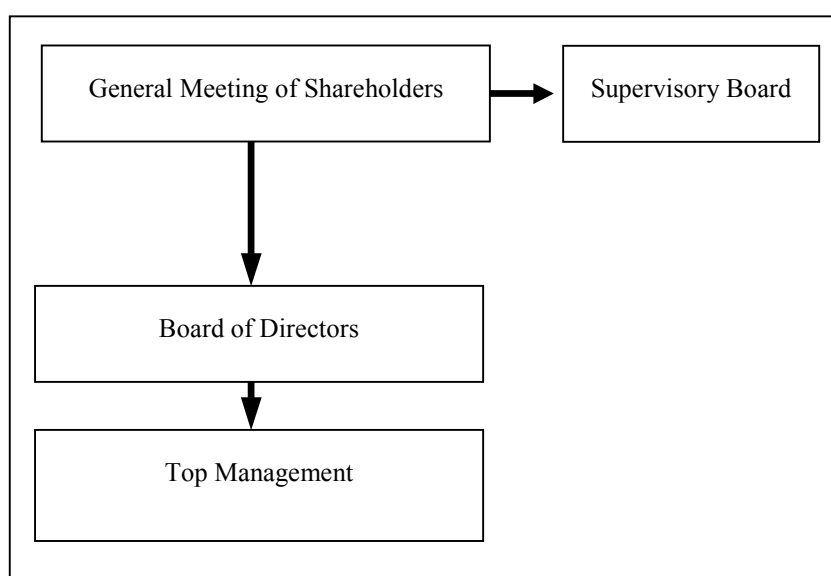 General Meeting of Shareholders
Supervisory Board
Board of Directors
Top Management